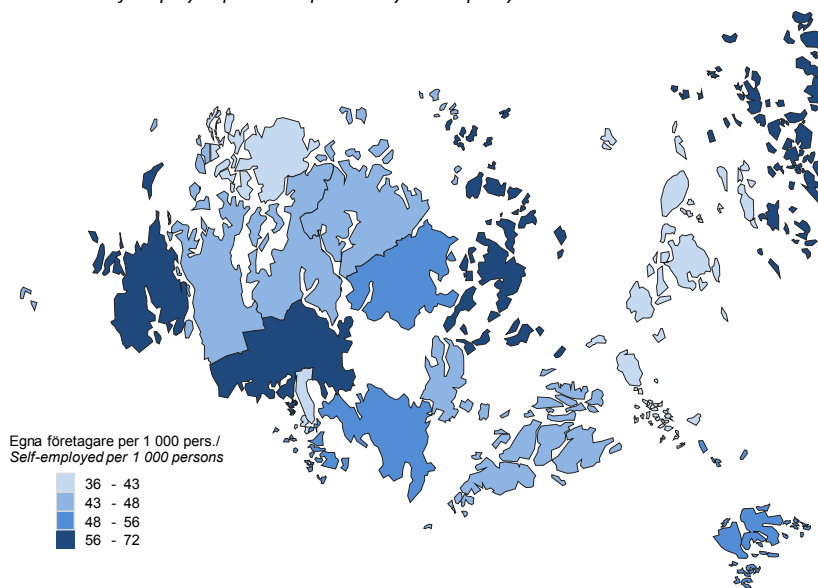 Egna företagare per 1 000 pers./
Self-employed per 1 000 persons
36 - 43
43 - 48
48 - 56
56 - 72